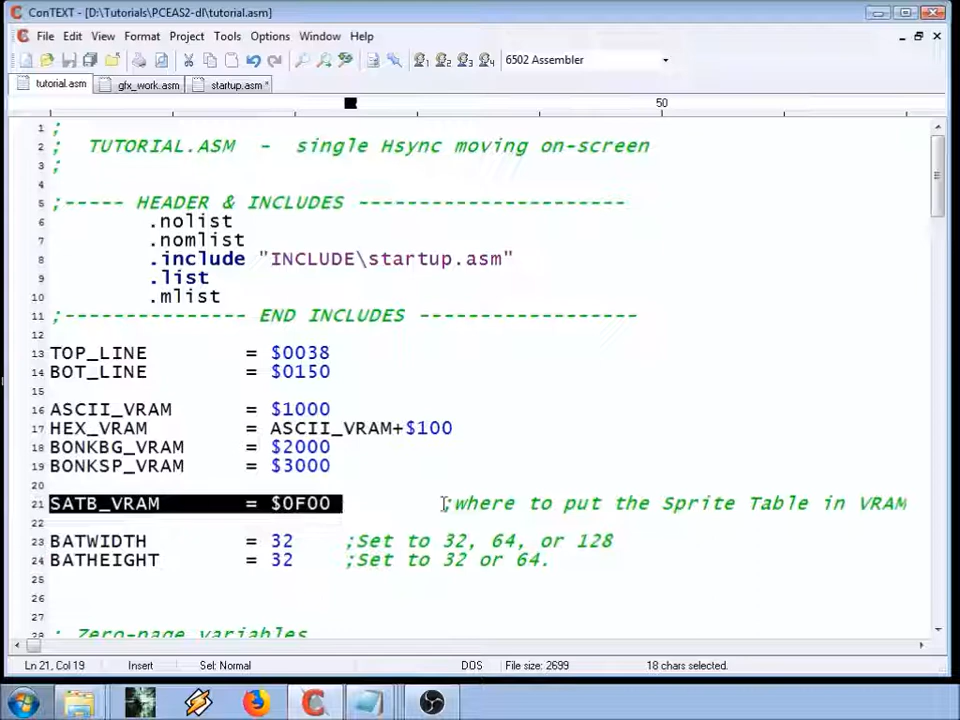 ConTEXT - [D:\Tutorials\PCEAS2-dl\tutorial.asm]
File Edit View Format Project Tools Options Window Help
6502 Assembler
tutorial.asm gfx_work.asm startup.asm *
50
1 ;
2 ; TUTORIAL.ASM - single Hsync moving on-screen
3 ;
4
5 ;----- HEADER & INCLUDES ----------------------
6 .nolist
7 .nomlist
8 .include "INCLUDE\startup.asm"
9 .list
10 .mlist
11 ;--------------- END INCLUDES ------------------
12
13 TOP_LINE = $0038
14 BOT_LINE = $0150
15
16 ASCII_VRAM = $1000
17 HEX_VRAM = ASCII_VRAM+$100
18 BONKBG_VRAM = $2000
19 BONKSP_VRAM = $3000
20
21 SATB_VRAM = $0F00 ;where to put the Sprite Table in VRAM
22
23 BATWIDTH = 32 ;Set to 32, 64, or 128
24 BATHEIGHT = 32 ;Set to 32 or 64.
25
26
27
28 ; Zero-page variables
Ln 21, Col 19 Insert Sel: Normal DOS File size: 2699 18 chars selected.